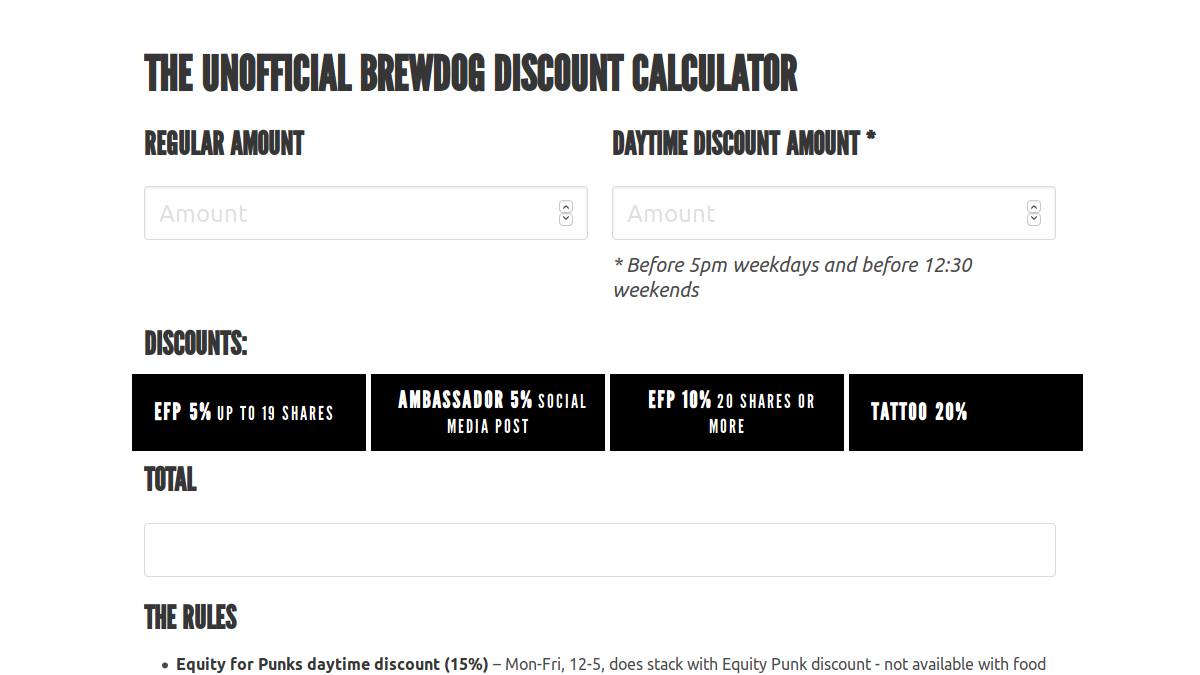 THE UNOFFICIAL BREWDOG DISCOUNT CALCULATOR
REGULAR AMOUNT
Amount
DAYTIME DISCOUNT AMOUNT *
Amount
* Before 5pm weekdays and before 12:30
weekends
DISCOUNTS:
EFP 5% UP TO 19 SHARES
AMBASSADOR 5% SOCIAL
MEDIA POST
EFP 10% 20 SHARES OR
MORE
TATTOO 20%
TOTAL
THE RULES
• Equity for Punks daytime discount (15%) – Mon-Fri, 12-5, does stack with Equity Punk discount - not available with food